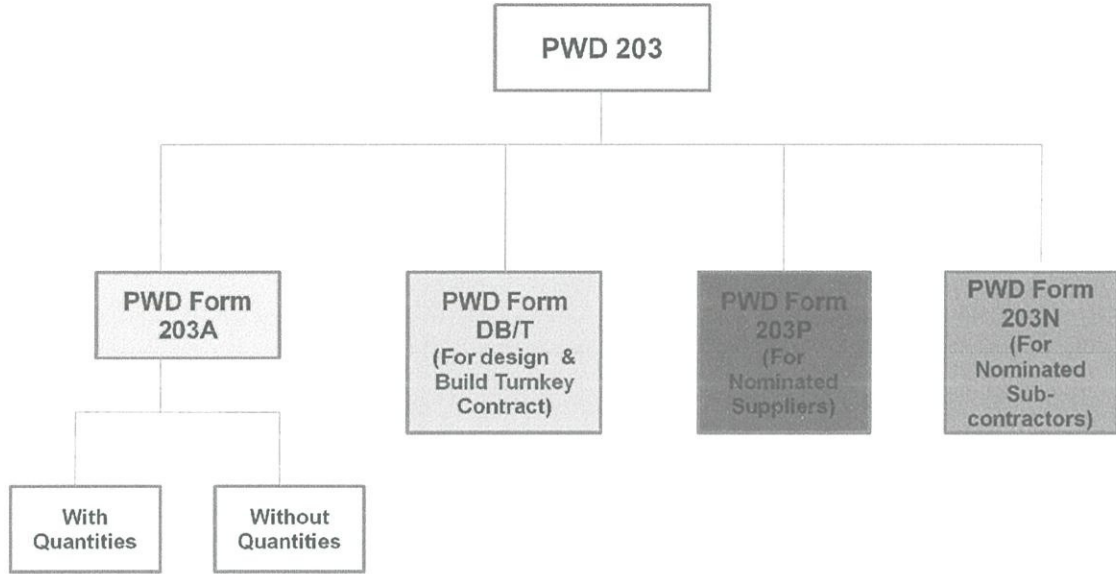 PWD 203
PWD Form
203A
PWD Form
DB/T
(For design &
Build Turnkey
Contract)
PWD Form
203P
(For
Nominated
Suppliers)
PWD Form
203N
(For
Nominated
Sub-
contractors)
With
Quantities
Without
Quantities